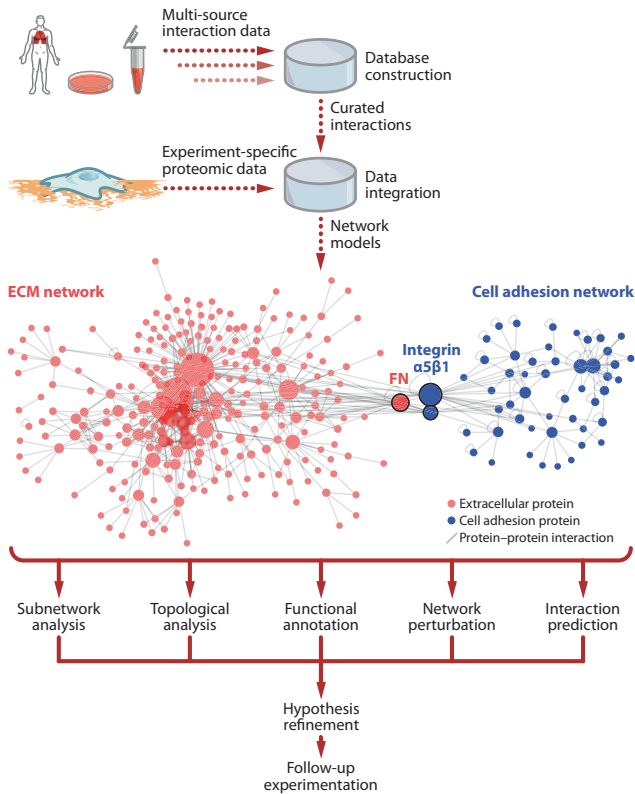 Multi-source
interaction data
Database
construction
Curated
interactions
Experiment-specific
proteomic data
Data
integration
Network
models
ECM network
Cell adhesion network
Integrin
α5β1
FN
Extracellular protein
Cell adhesion protein
Protein–protein interaction
Subnetwork
analysis
Topological
analysis
Functional
annotation
Network
perturbation
Interaction
prediction
Hypothesis
refinement
Follow-up
experimentation